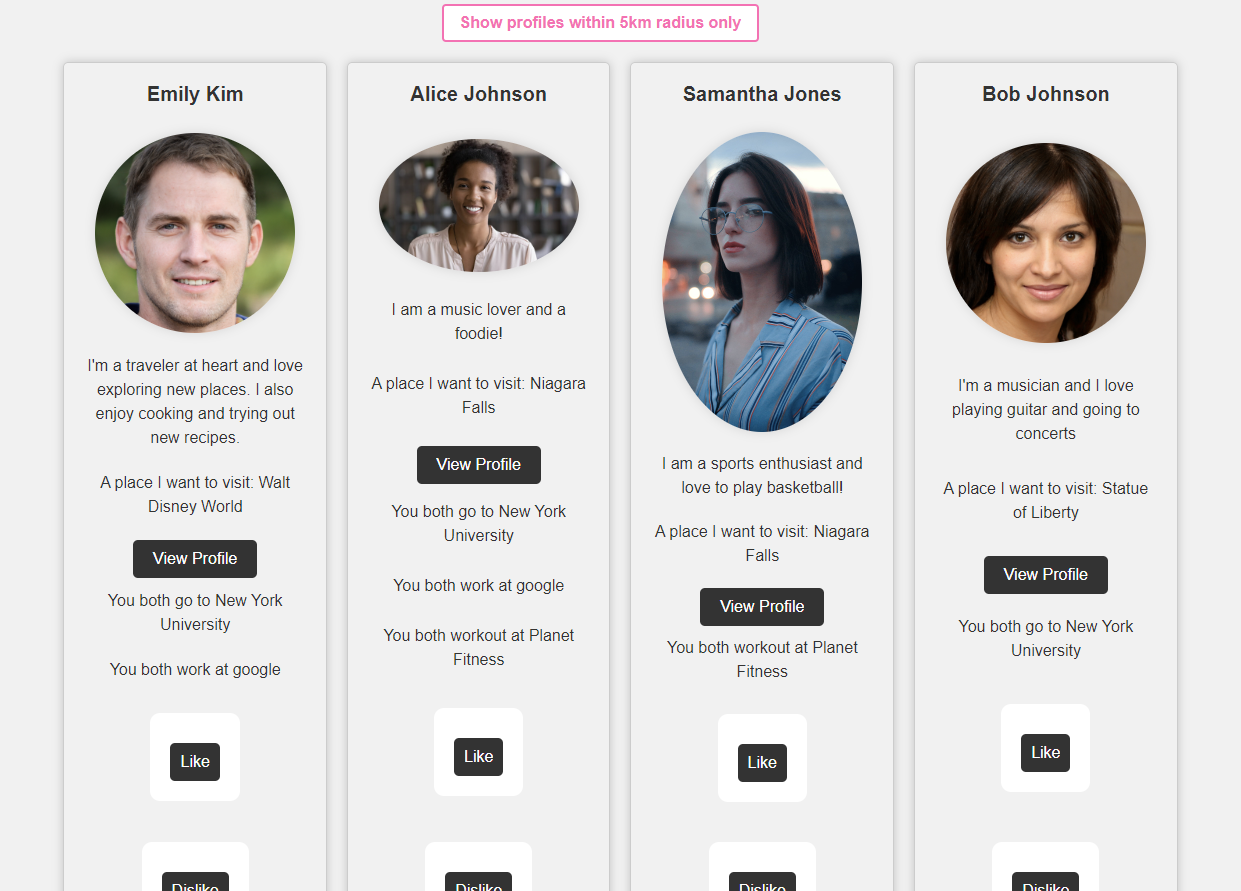 Show profiles within 5km radius only
Emily Kim
I'm a traveler at heart and love
exploring new places. I also
enjoy cooking and trying out
new recipes.
A place I want to visit: Walt
Disney World
View Profile
You both go to New York
University
You both work at google
Like
Dislike
Alice Johnson
I am a music lover and a
foodie!
A place I want to visit: Niagara
Falls
View Profile
You both go to New York
University
You both work at google
You both workout at Planet
Fitness
Like
Dislike
Samantha Jones
I am a sports enthusiast and
love to play basketball!
A place I want to visit: Niagara
Falls
View Profile
You both workout at Planet
Fitness
Like
Dislike
Bob Johnson
I'm a musician and I love
playing guitar and going to
concerts
A place I want to visit: Statue
of Liberty
View Profile
You both go to New York
University
Like
Dislike